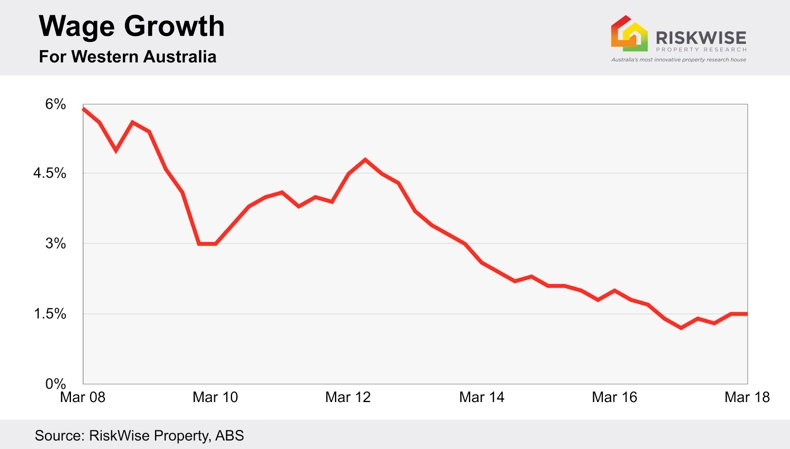 Wage Growth
For Western Australia
RISKWISE
PROPERTY RESEARCH
Australia's most innovative property research house
6%
4.5%
3%
1.5%
0%
Mar 08 Mar 10 Mar 12 Mar 14 Mar 16 Mar 18
Source: RiskWise Property, ABS